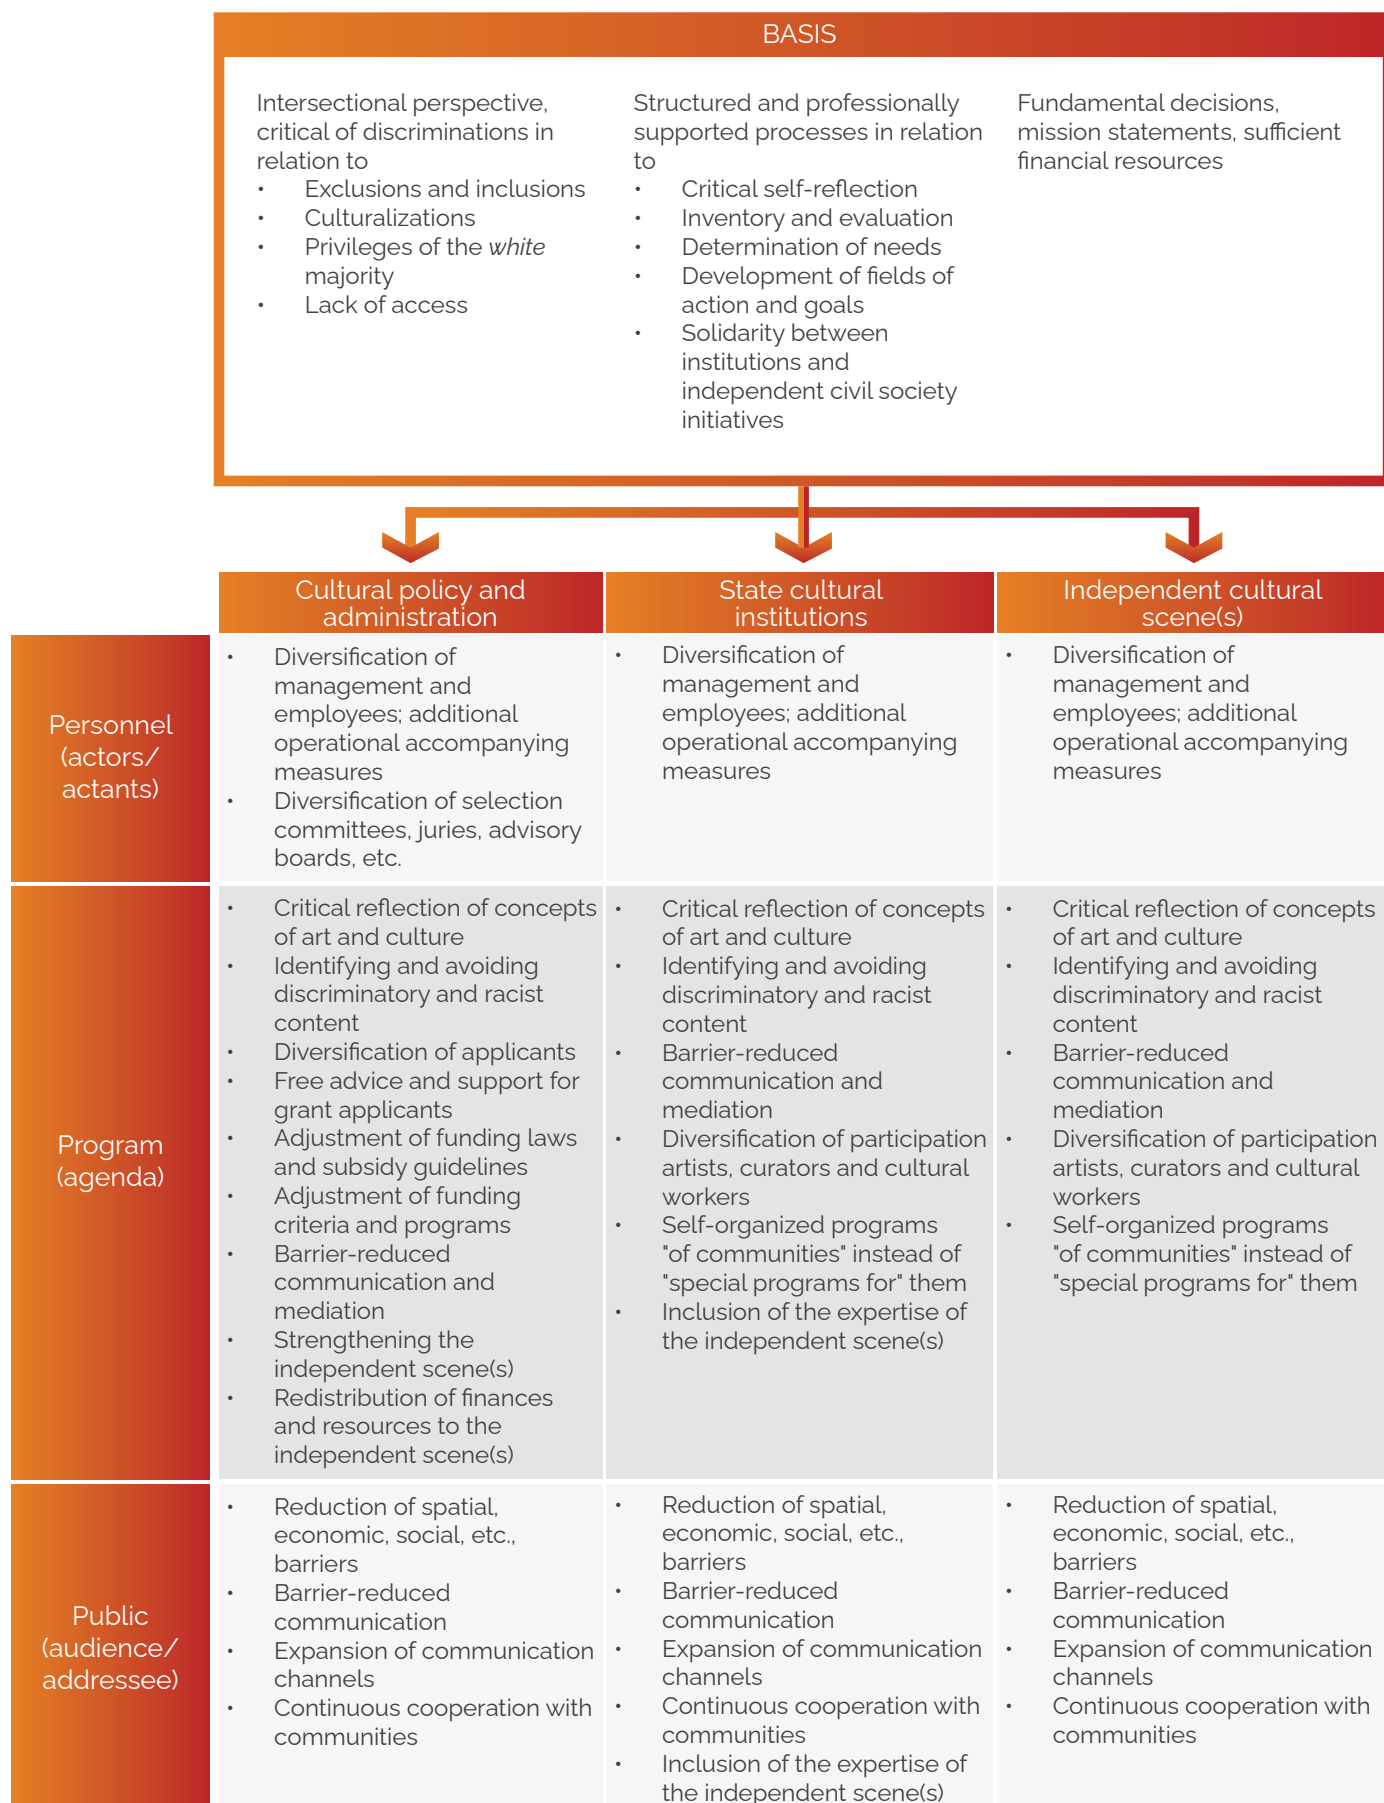 BASIS
Intersectional perspective,
critical of discriminations in
relation to
• Exclusions and inclusions
• Culturalizations
• Privileges of the white
majority
• Lack of access
Structured and professionally
supported processes in relation
to
• Critical self-reflection
• Inventory and evaluation
• Determination of needs
• Development of fields of
action and goals
• Solidarity between
institutions and
independent civil society
initiatives
Fundamental decisions,
mission statements, sufficient
financial resources
Cultural policy and
administration
State cultural
institutions
Independent cultural
scene(s)
Personnel
(actors/
actants)
• Diversification of
management and
employees; additional
operational accompanying
measures
• Diversification of selection
committees, juries, advisory
boards, etc.
• Diversification of
management and
employees; additional
operational accompanying
measures
• Diversification of
management and
employees; additional
operational accompanying
measures
Program
(agenda)
• Critical reflection of concepts
of art and culture
• Identifying and avoiding
discriminatory and racist
content
• Diversification of applicants
• Free advice and support for
grant applicants
• Adjustment of funding laws
and subsidy guidelines
• Adjustment of funding
criteria and programs
• Barrier-reduced
communication and
mediation
• Strengthening the
independent scene(s)
• Redistribution of finances
and resources to the
independent scene(s)
• Critical reflection of concepts
of art and culture
• Identifying and avoiding
discriminatory and racist
content
• Barrier-reduced
communication and
mediation
• Diversification of participation
artists, curators and cultural
workers
• Self-organized programs
"of communities" instead of
"special programs for" them
• Inclusion of the expertise of
the independent scene(s)
• Critical reflection of concepts
of art and culture
• Identifying and avoiding
discriminatory and racist
content
• Barrier-reduced
communication and
mediation
• Diversification of participation
artists, curators and cultural
workers
• Self-organized programs
"of communities" instead of
"special programs for" them
Public
(audience/
addressee)
• Reduction of spatial,
economic, social, etc.,
barriers
• Barrier-reduced
communication
• Expansion of communication
channels
• Continuous cooperation with
communities
• Reduction of spatial,
economic, social, etc.,
barriers
• Barrier-reduced
communication
• Expansion of communication
channels
• Continuous cooperation with
communities
• Inclusion of the expertise of
the independent scene(s)
• Reduction of spatial,
economic, social, etc.,
barriers
• Barrier-reduced
communication
• Expansion of communication
channels
• Continuous cooperation with
communities